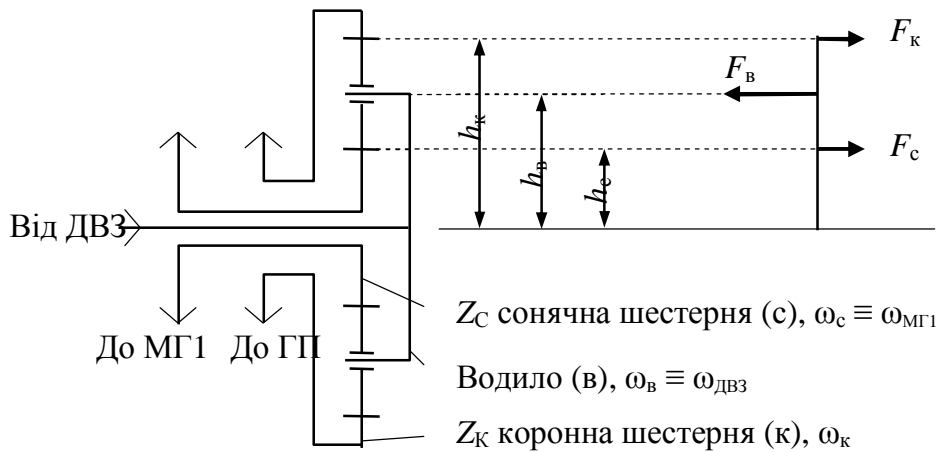 Fк
Fв
Fс
hк
hв
hс
Від ДВЗ
До МГ1 До ГП
ZС сонячна шестерня (с), ωс ≡ ωМГ1
Водило (в), ωв ≡ ωДВЗ
ZК коронна шестерня (к), ωк